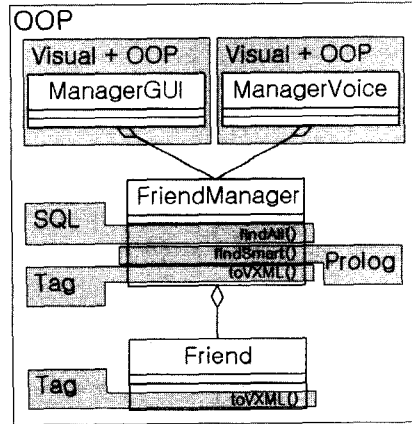 OOP
Visual + OOP
Visual + OOP
ManagerGUI
ManagerVoice
FriendManager
SQL
findAll()
findSmart()
Prolog
Tag
toVXML()
Friend
Tag
toVXML()